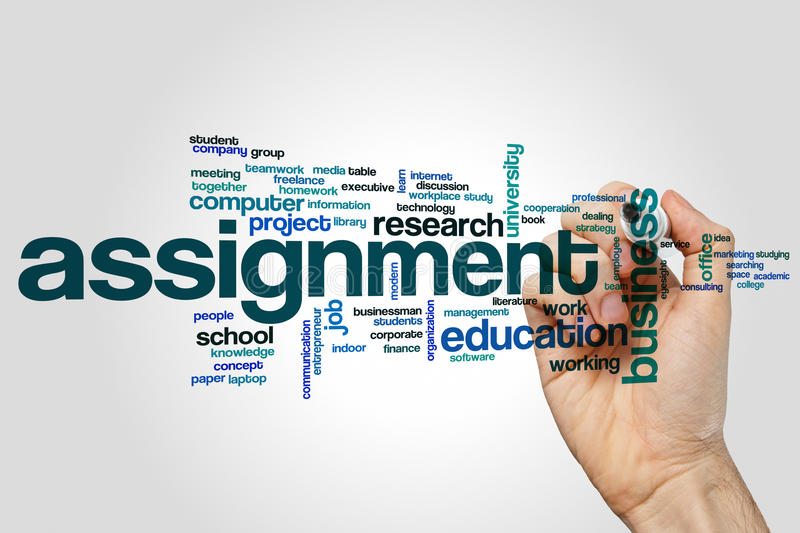 student
company group
meeting teamwork media table
together freelance learn internet
homework executive discussion
computer information workplace study
technology university cooperation professional
project library research book dealing
strategy
assignment
employee service office idea
marketing studying
searching
team eyesight space academic
consulting college
business
modern
people job businessman literature work
school students management
communication entrepreneur corporate organization education
knowledge indoor finance
concept software working
paper laptop